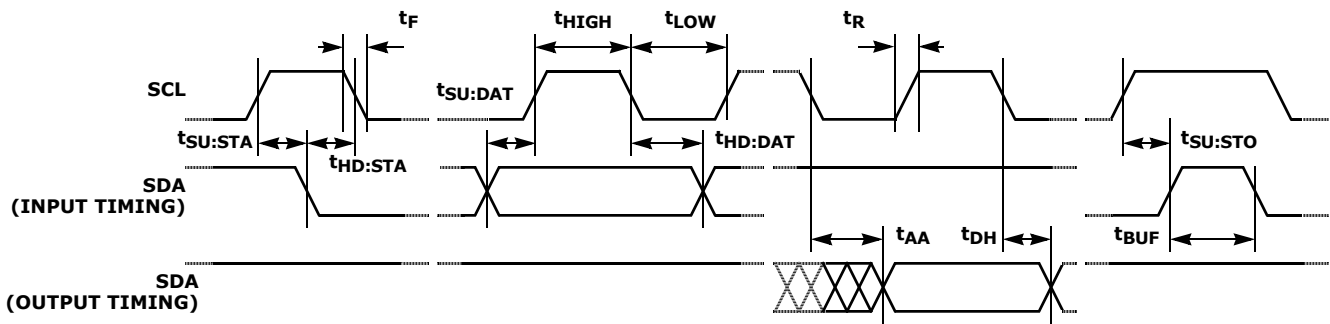 tF
tHIGH
tLOW
tR
SCL
tSU:DAT
tSU:STA
tHD:STA
tHD:DAT
tSU:STO
SDA
(INPUT TIMING)
tAA
tDH
tBUF
SDA
(OUTPUT TIMING)